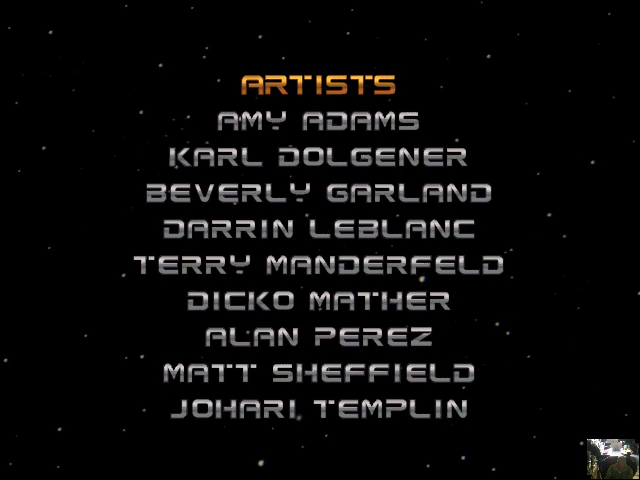 ARTISTS
AMY ADAMS
KARL DOLGENER
BEVERLY GARLAND
DARRIN LEBLANC
TERRY MANDERFELD
DICKO MATHER
ALAN PEREZ
MATT SHEFFIELD
JOHARI TEMPLIN